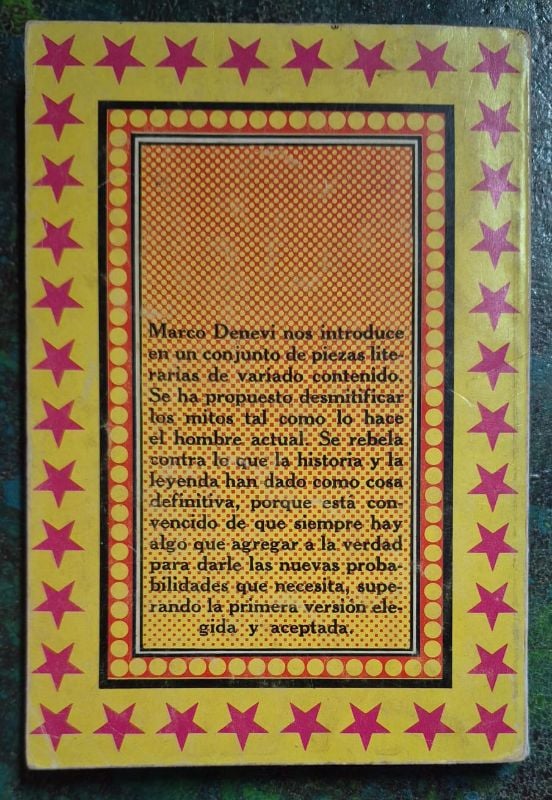 Marco Denevi nos introduce
en un conjunto de piezas lite-
rarias de variado contenido.
Se ha propuesto desmitificar
los mitos tal como lo hace
el hombre actual. Se rebela
contra lo que la historia y la
leyenda han dado como cosa
definitiva, porque está con-
vencido de que siempre hay
algo que agregar a la verdad
para darle las nuevas proba-
bilidades que necesita, supe-
rando la primera versión ele-
gida y aceptada.